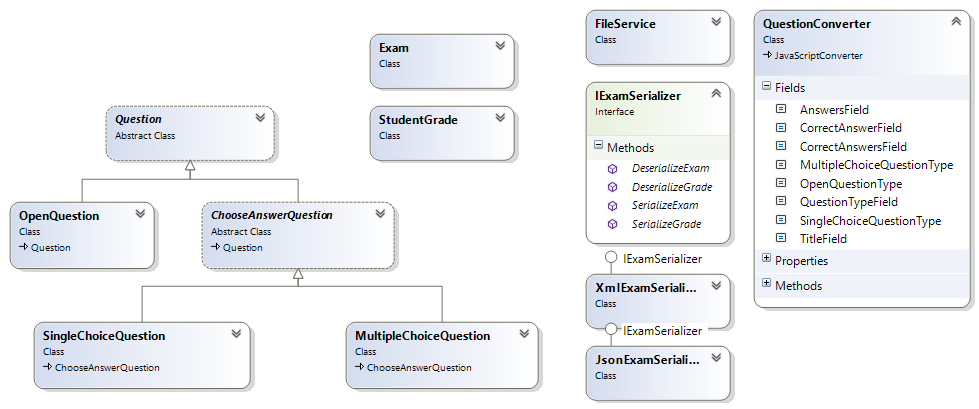 Exam
Class
StudentGrade
Class
Question
Abstract Class
OpenQuestion
Class
Question
ChooseAnswerQuestion
Abstract Class
Question
SingleChoiceQuestion
Class
ChooseAnswerQuestion
MultipleChoiceQuestion
Class
ChooseAnswerQuestion
FileService
Class
IExamSerializer
Interface
Methods
DeserializeExam
DeserializeGrade
SerializeExam
SerializeGrade
IExamSerializer
XmlExamSeriali...
Class
IExamSerializer
JsonExamSeriali...
Class
QuestionConverter
Class
JavaScriptConverter
Fields
AnswersField
CorrectAnswerField
CorrectAnswersField
MultipleChoiceQuestionType
OpenQuestionType
QuestionTypeField
SingleChoiceQuestionType
TitleField
Properties
Methods